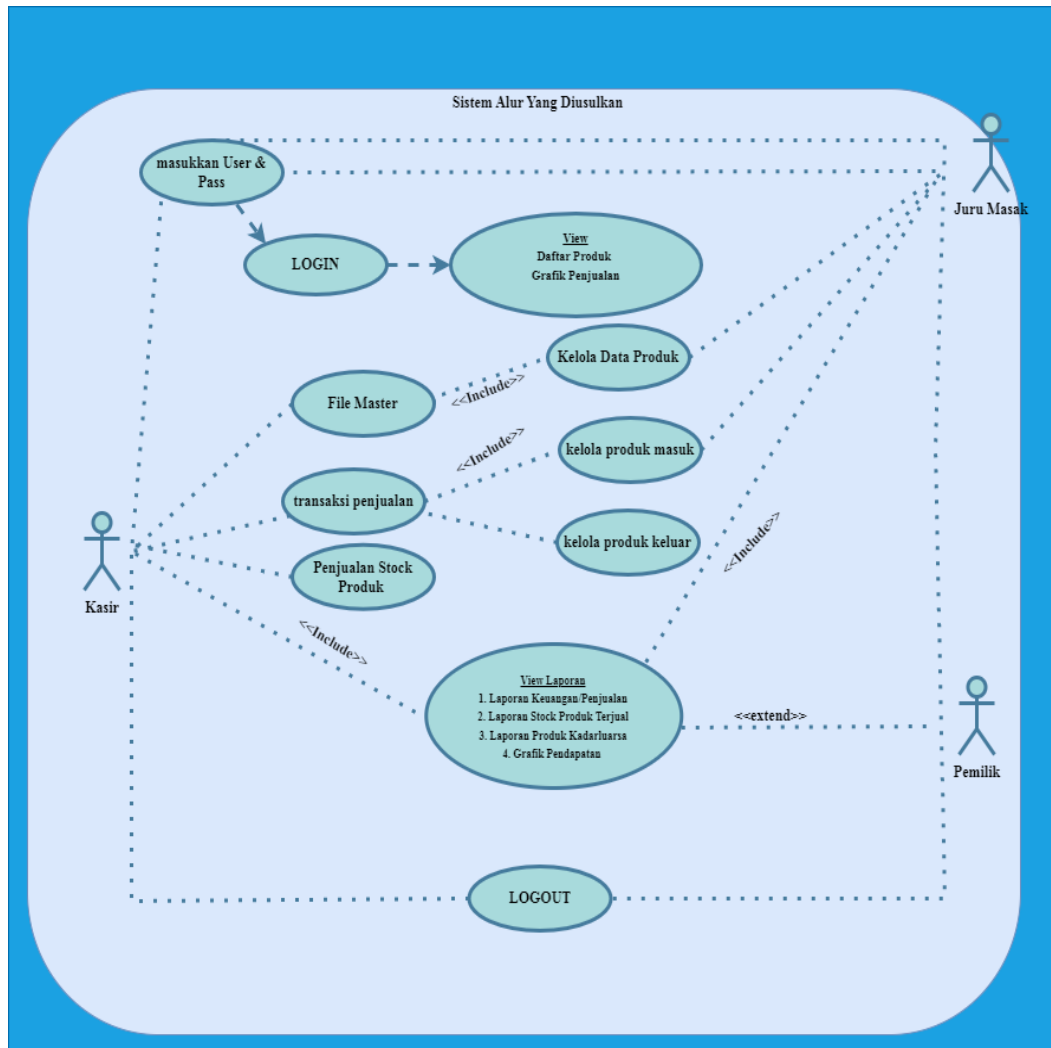 Sistem Alur Yang Diusulkan
masukkan User &
Pass
Juru Masak
LOGIN
View
Daftar Produk
Grafik Penjualan
Kelola Data Produk
<<Include>>
File Master
<<Include>>
kelola produk masuk
transaksi penjualan
kelola produk keluar
<<Include>>
Penjualan Stock
Produk
Kasir
<<Include>>
View Laporan
1. Laporan Keuangan/Penjualan
2. Laporan Stock Produk Terjual
3. Laporan Produk Kadarluarsa
4. Grafik Pendapatan
<<extend>>
Pemilik
LOGOUT